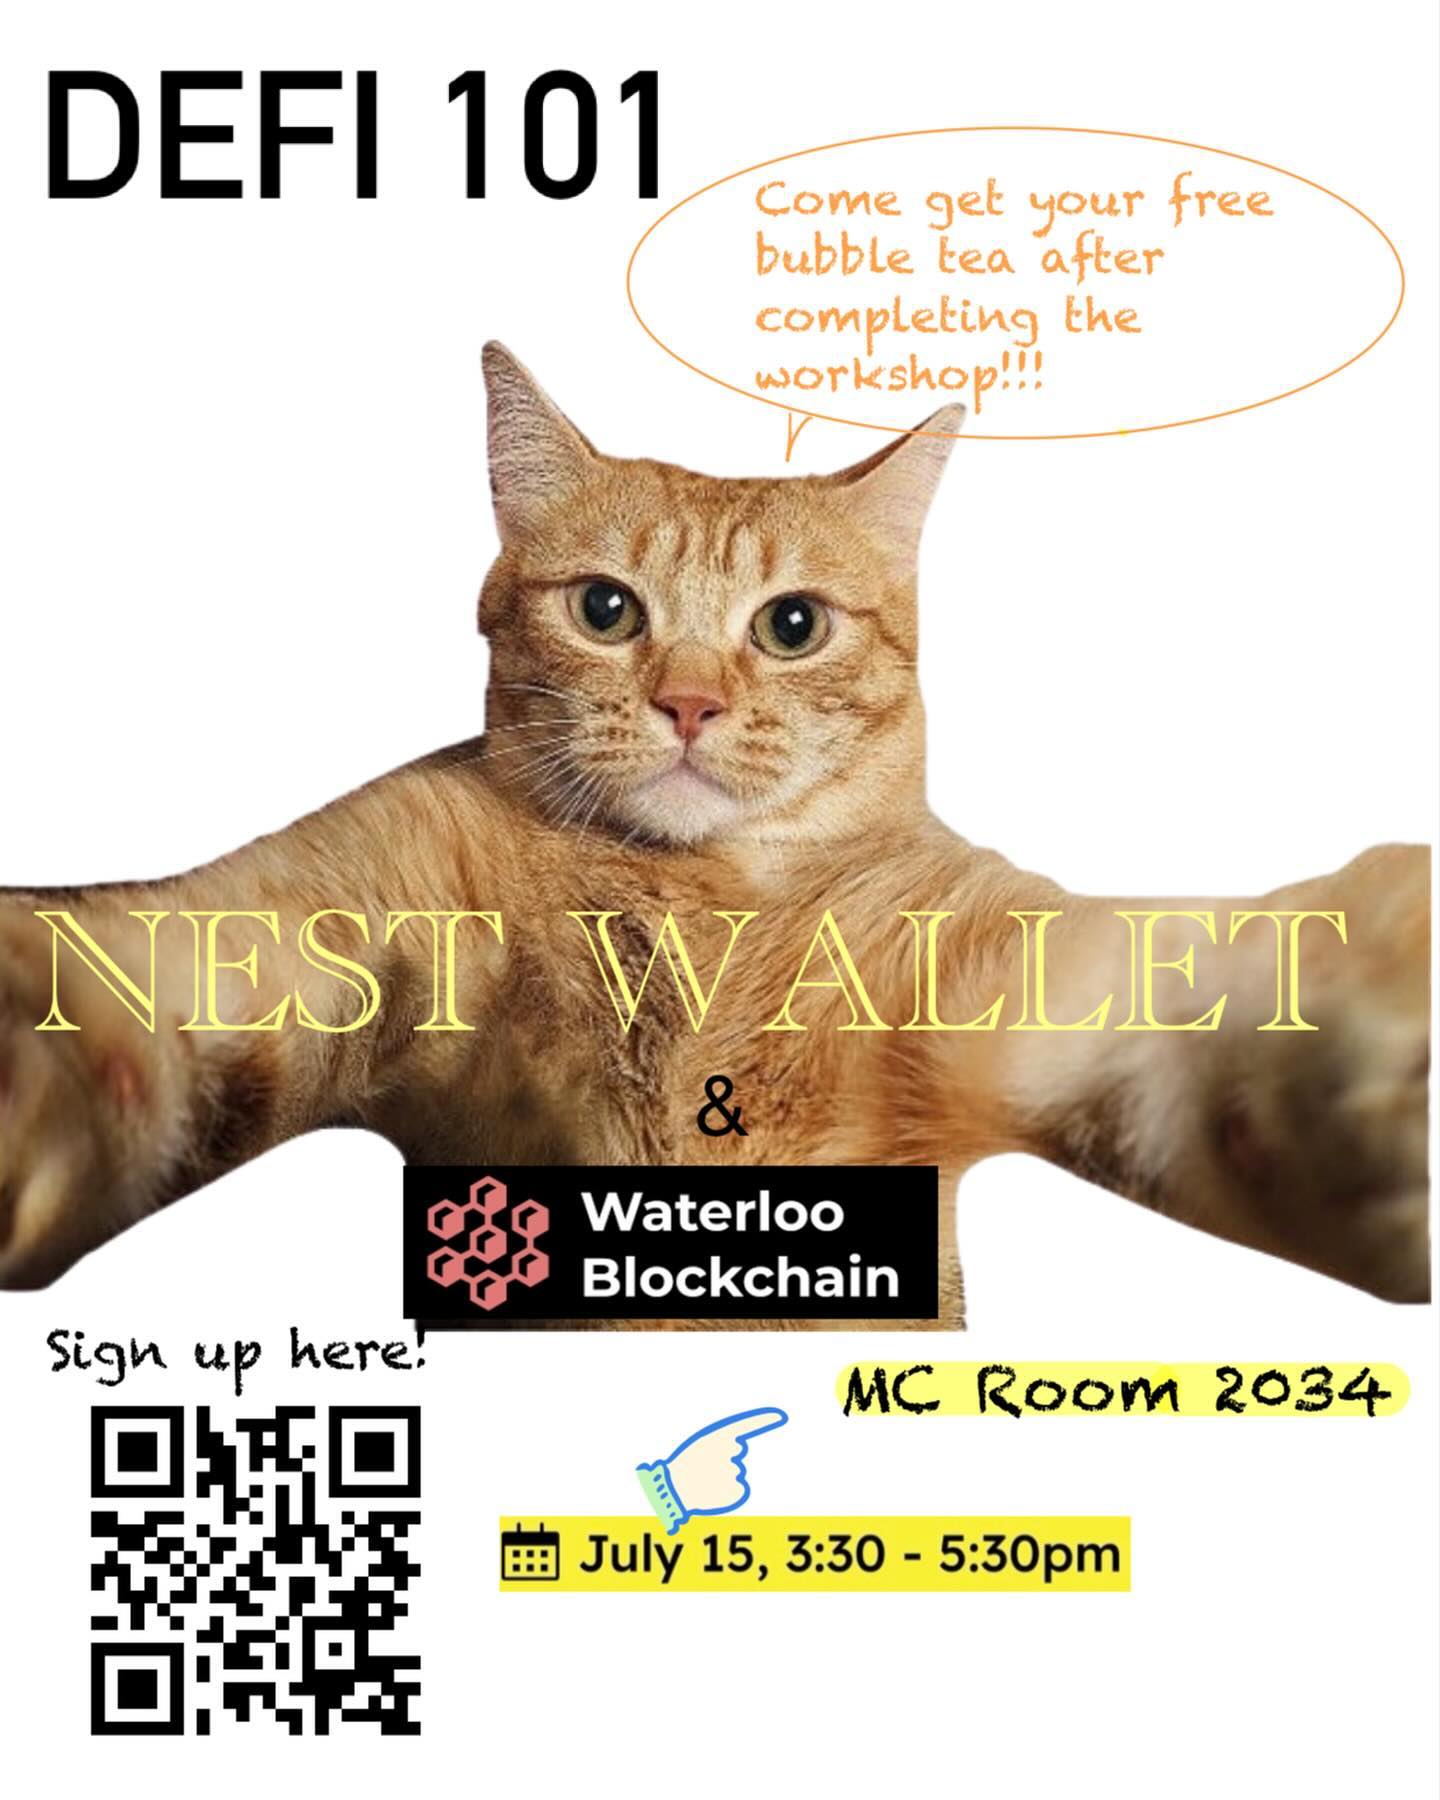 DEFI 101
Come get your free
bubble tea after
completing the
workshop!!!
NEST WALLET
&
Waterloo
Blockchain
Sign up here!
MC Room 2034
July 15, 3:30 - 5:30pm